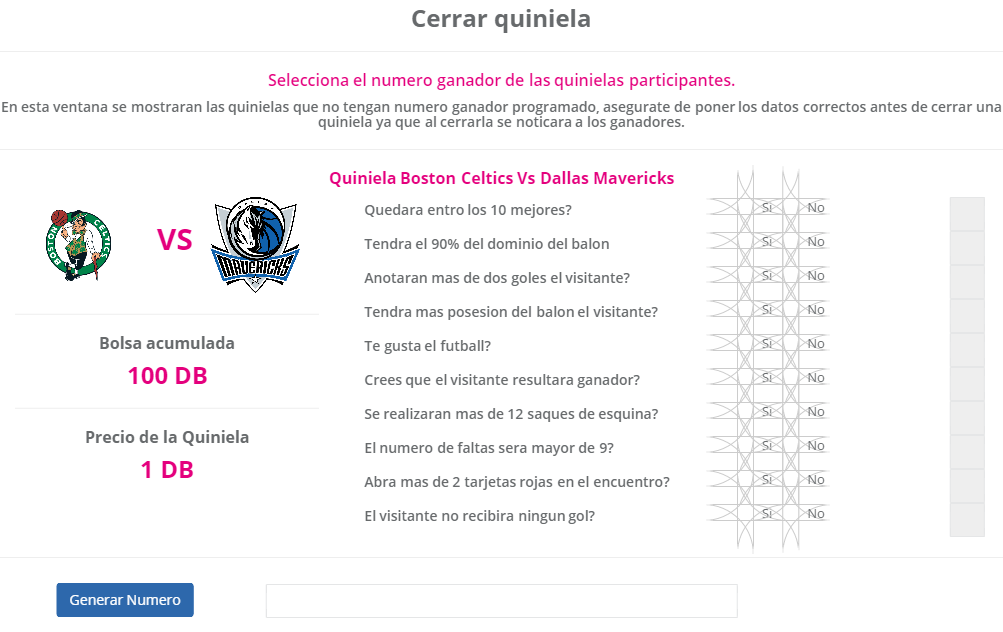 Cerrar quiniela
Selecciona el numero ganador de las quinielas participantes.
En esta ventana se mostraran las quinielas que no tengan numero ganador programado, asegurate de poner los datos correctos antes de cerrar una
quiniela ya que al cerrarla se noticara a los ganadores.
Quiniela Boston Celtics Vs Dallas Mavericks
BOSTON CELTICS
VS
MAVERICKS
Bolsa acumulada
100 DB
Precio de la Quiniela
1 DB
Quedara entro los 10 mejores? Si No
Tendra el 90% del dominio del balon Si No
Anotaran mas de dos goles el visitante? Si No
Tendra mas posesion del balon el visitante? Si No
Te gusta el futball? Si No
Crees que el visitante resultara ganador? Si No
Se realizaran mas de 12 saques de esquina? Si No
El numero de faltas sera mayor de 9? Si No
Abra mas de 2 tarjetas rojas en el encuentro? Si No
El visitante no recibira ningun gol? Si No
Generar Numero